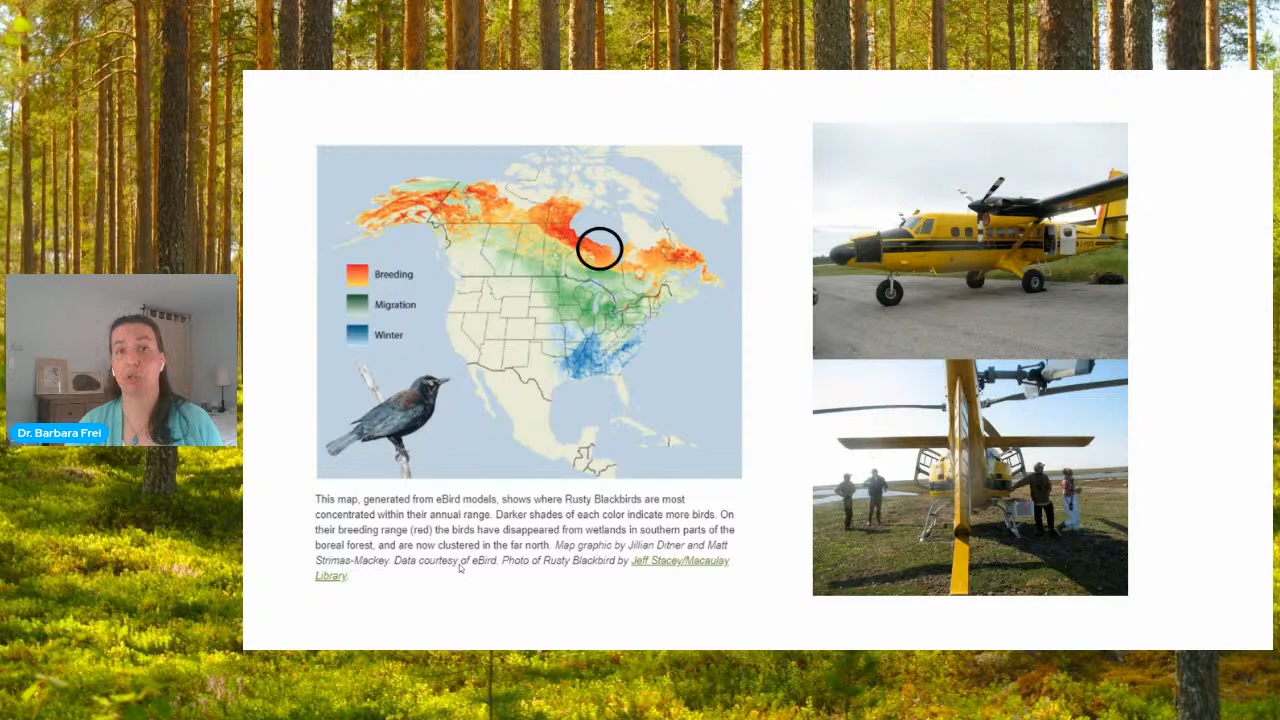 Breeding
Migration
Winter
Dr. Barbara Frei
This map, generated from eBird models, shows where Rusty Blackbirds are most
concentrated within their annual range. Darker shades of each color indicate more birds. On
their breeding range (red) the birds have disappeared from wetlands in southern parts of the
boreal forest, and are now clustered in the far north. Map graphic by Jillian Ditner and Matt
Strimas-Mackey. Data courtesy of eBird. Photo of Rusty Blackbird by Jeff Stacey/Macaulay
Library.